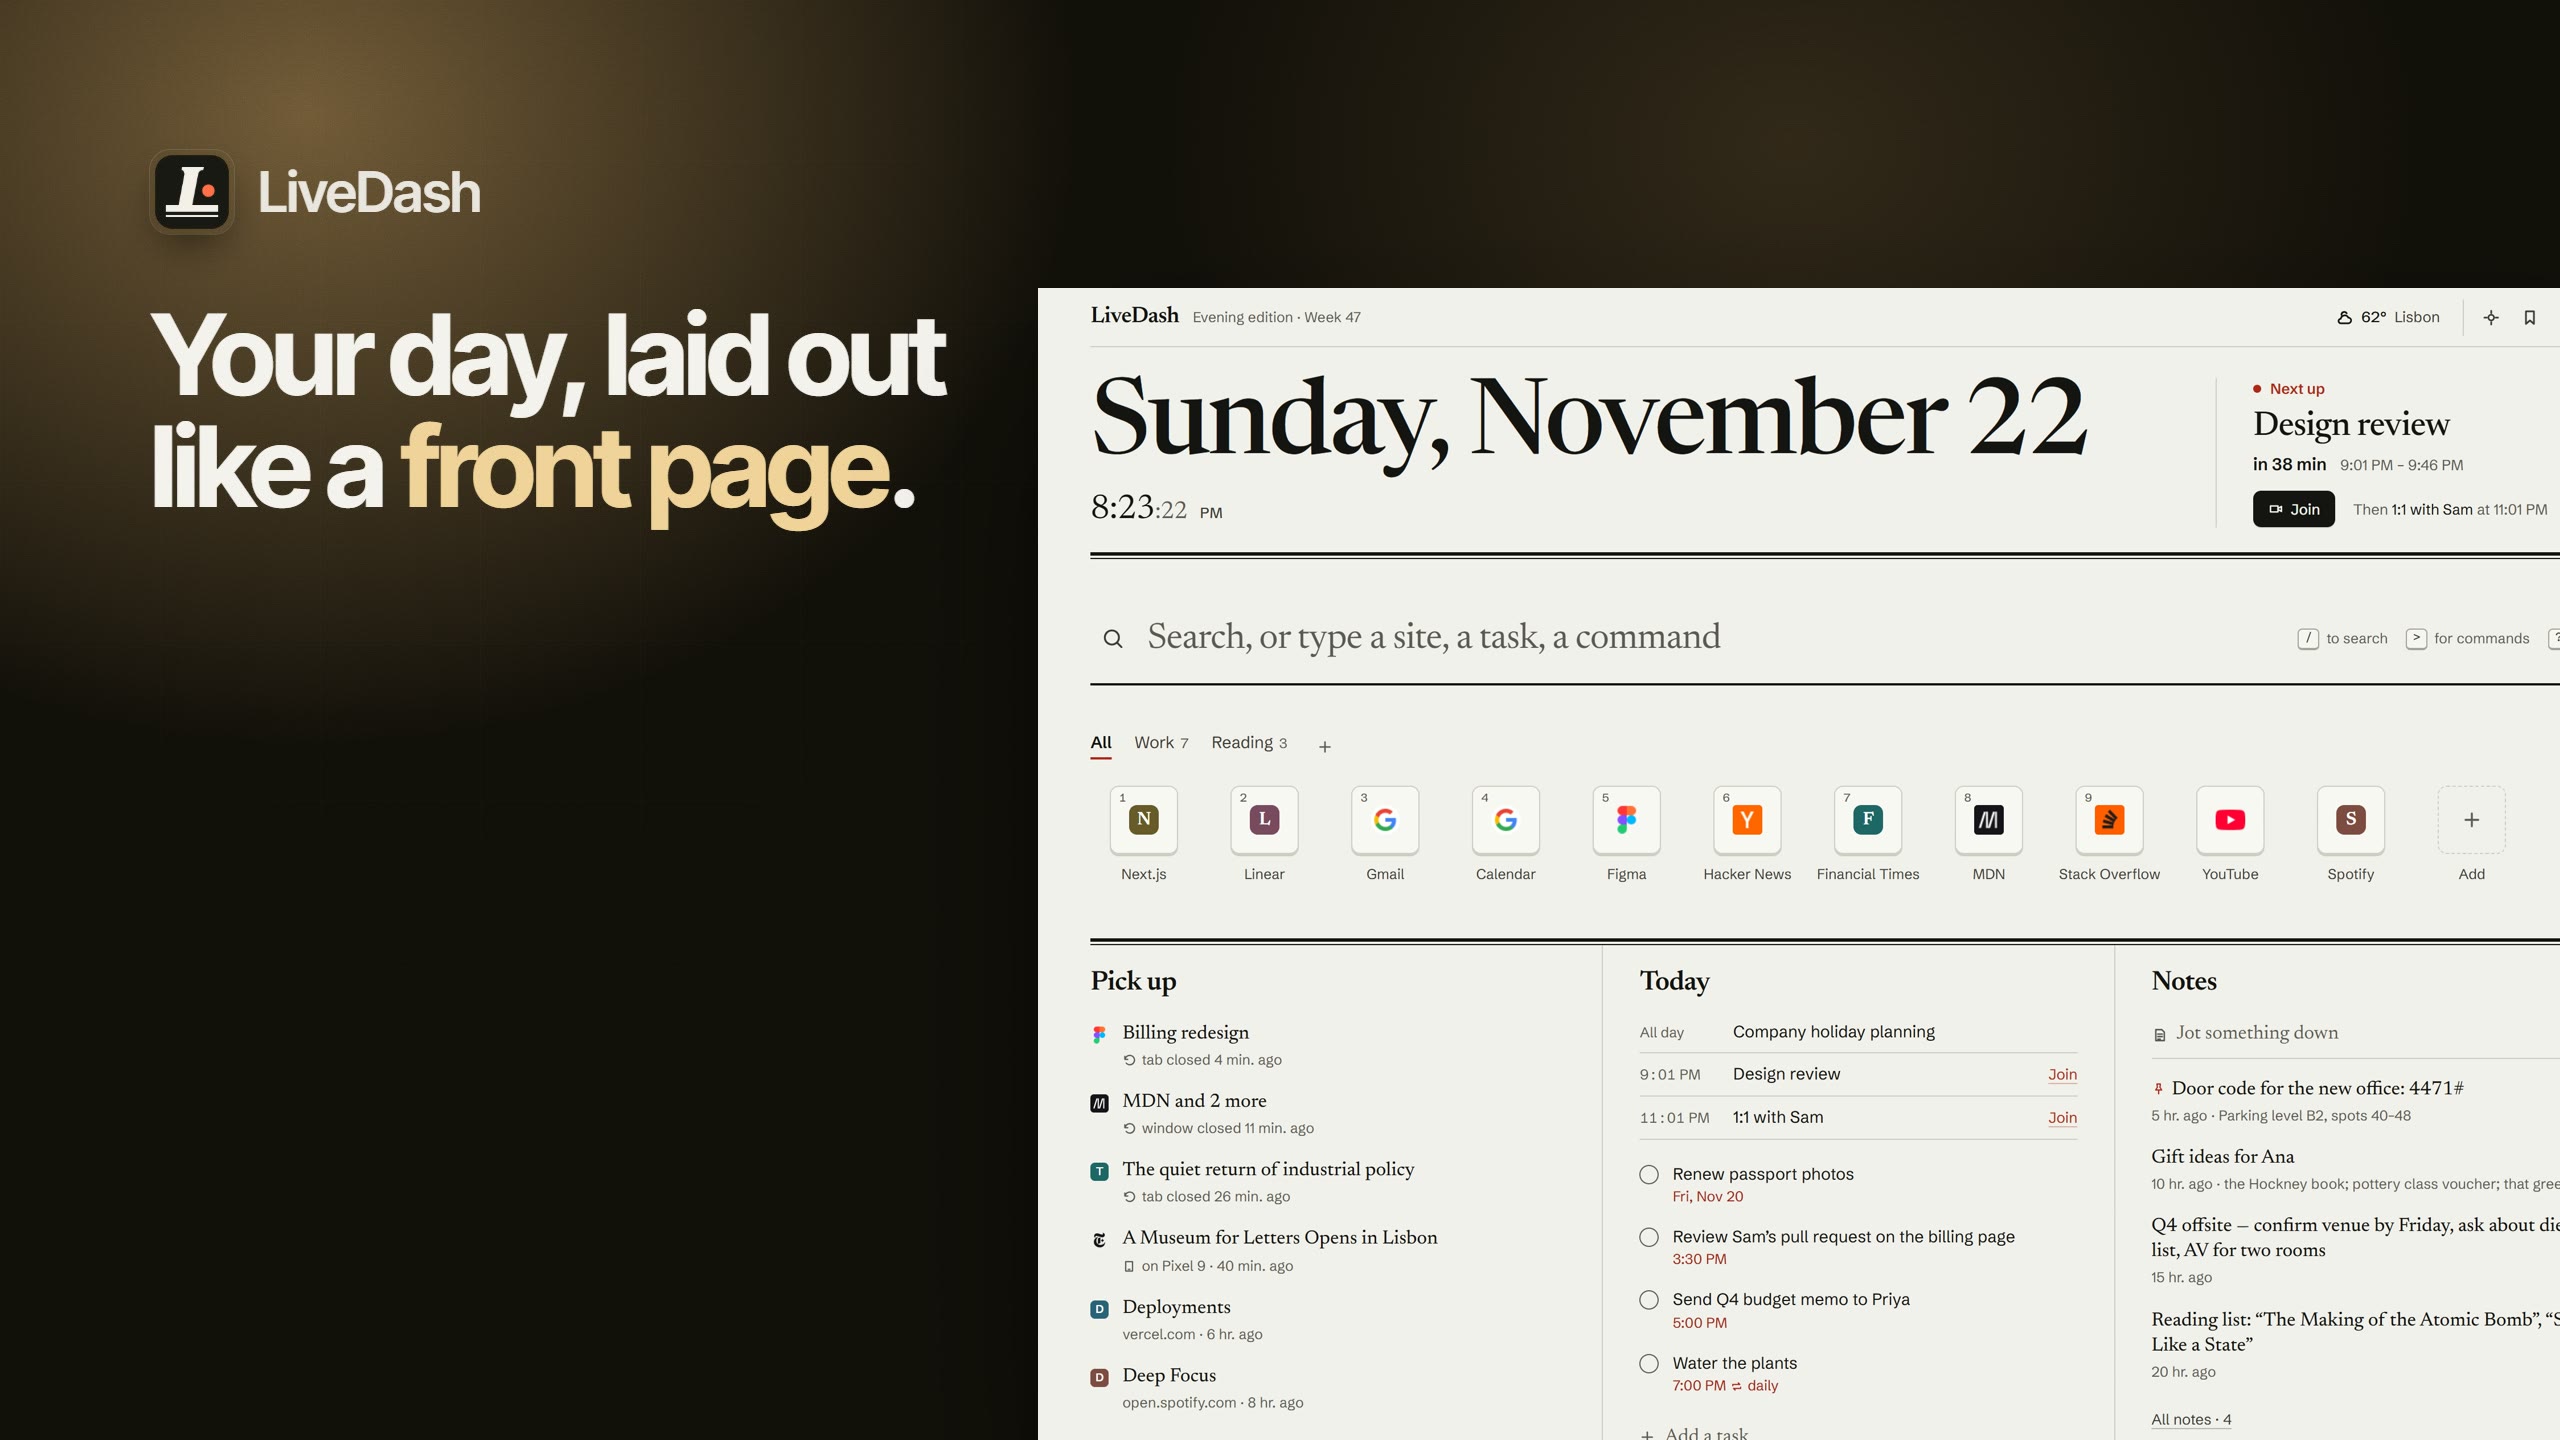 LiveDash
Your day, laid out
like a front page.
LiveDash Evening edition · Week 47
62° Lisbon
Sunday, November 22
8:23:22 PM
Next up
Design review
in 38 min 9:01 PM – 9:46 PM
Join Then 1:1 with Sam at 11:01 PM
Search, or type a site, a task, a command
/ to search > for commands
All Work 7 Reading 3 +
1 N 2 L 3 4 5 6 Y 7 F 8 M 9 S +
Next.js Linear Gmail Calendar Figma Hacker News Financial Times MDN Stack Overflow YouTube Spotify Add
Pick up
Billing redesign
tab closed 4 min. ago
MDN and 2 more
window closed 11 min. ago
T The quiet return of industrial policy
tab closed 26 min. ago
A Museum for Letters Opens in Lisbon
on Pixel 9 · 40 min. ago
D Deployments
vercel.com · 6 hr. ago
D Deep Focus
open.spotify.com · 8 hr. ago
Today
All day Company holiday planning
9:01 PM Design review Join
11:01 PM 1:1 with Sam Join
Renew passport photos
Fri, Nov 20
Review Sam’s pull request on the billing page
3:30 PM
Send Q4 budget memo to Priya
5:00 PM
Water the plants
7:00 PM daily
+ Add a task
Notes
Jot something down
Door code for the new office: 4471#
5 hr. ago · Parking level B2, spots 40–48
Gift ideas for Ana
10 hr. ago · the Hockney book; pottery class voucher; that
Q4 offsite — confirm venue by Friday, ask about
list, AV for two rooms
15 hr. ago
Reading list: “The Making of the Atomic Bomb”,
Like a State”
20 hr. ago
All notes · 4